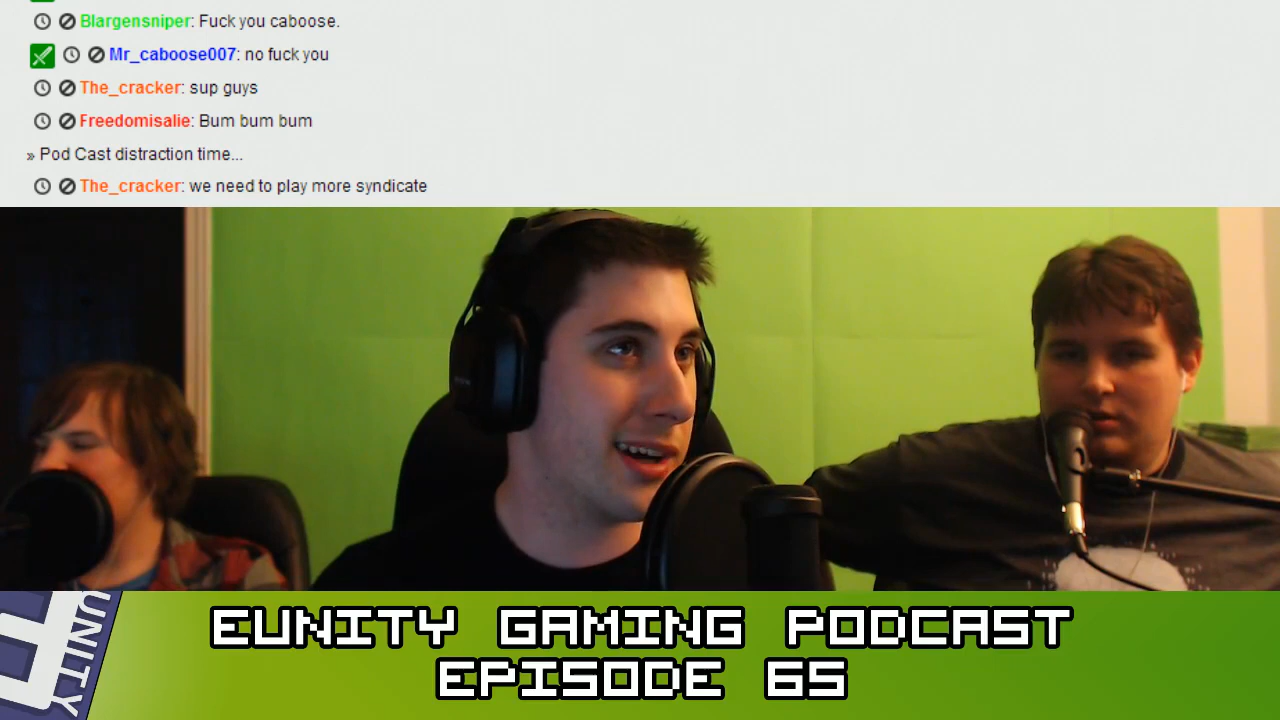 Blargensniper: Fuck you caboose.
Mr_caboose007: no fuck you
The_cracker: sup guys
Freedomisalie: Bum bum bum
» Pod Cast distraction time...
The_cracker: we need to play more syndicate
UNITY
EUNITY GAMING PODCAST
EPISODE 65